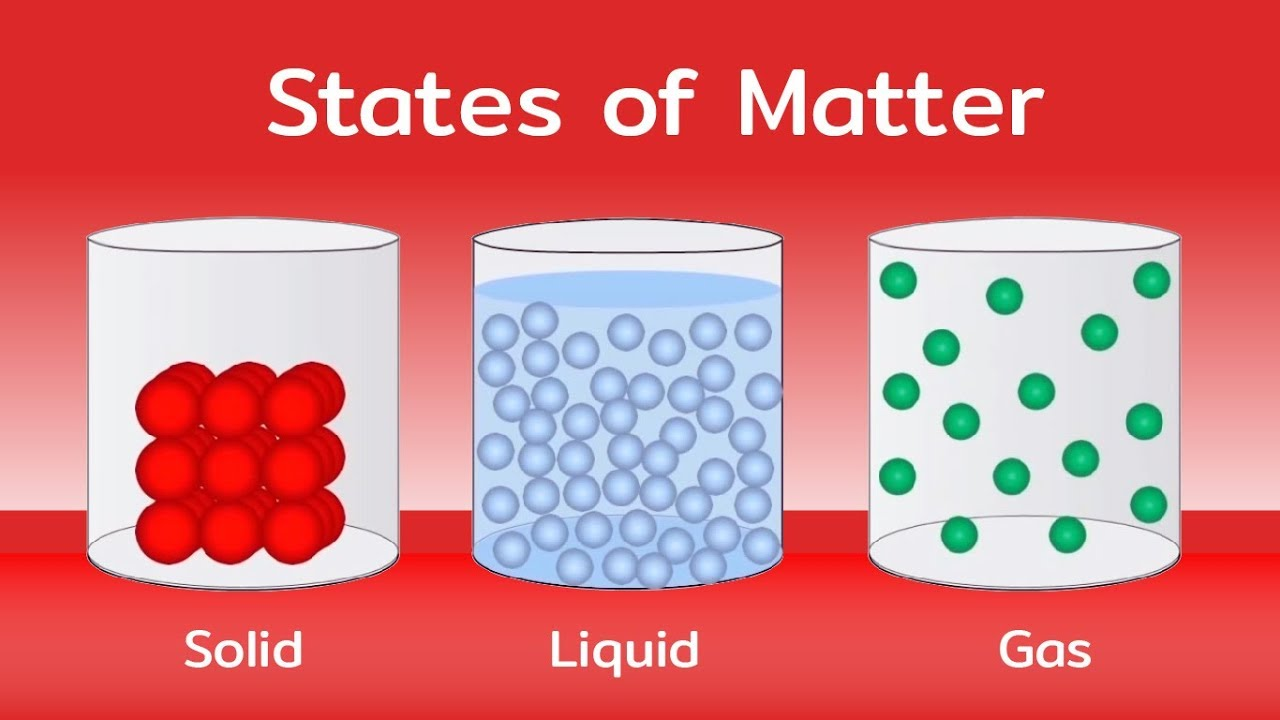 States of Matter
Solid
Liquid
Gas